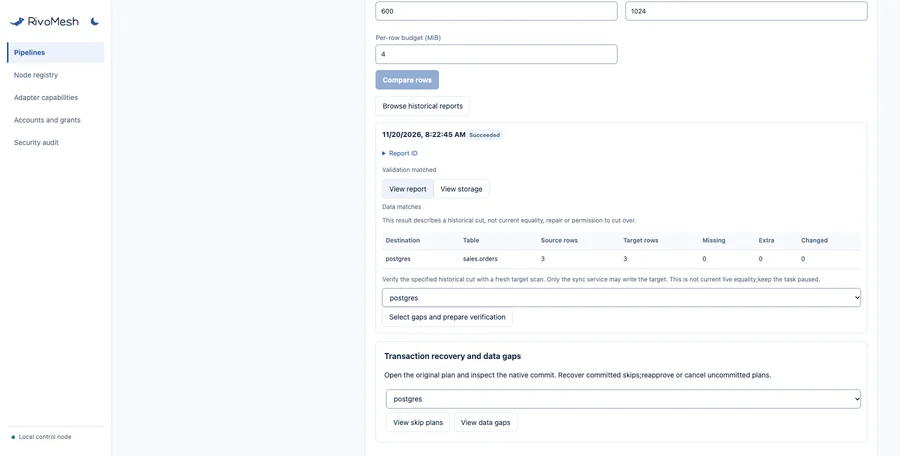 RivoMesh
Pipelines
Node registry
Adapter capabilities
Accounts and grants
Security audit
Local control node
600
1024
Per-row budget (MiB)
4
Compare rows
Browse historical reports
11/20/2026, 8:22:45 AM Succeeded
Report ID
Validation matched
View report View storage
Data matches
This result describes a historical cut, not current equality, repair or permission to cut over.
Destination Table Source rows Target rows Missing Extra Changed
postgres sales.orders 3 3 0 0 0
Verify the specified historical cut with a fresh target scan. Only the sync service may write the target. This is not current live equality;keep the task paused.
postgres
Select gaps and prepare verification
Transaction recovery and data gaps
Open the original plan and inspect the native commit. Recover committed skips;reapprove or cancel uncommitted plans.
postgres
View skip plans View data gaps